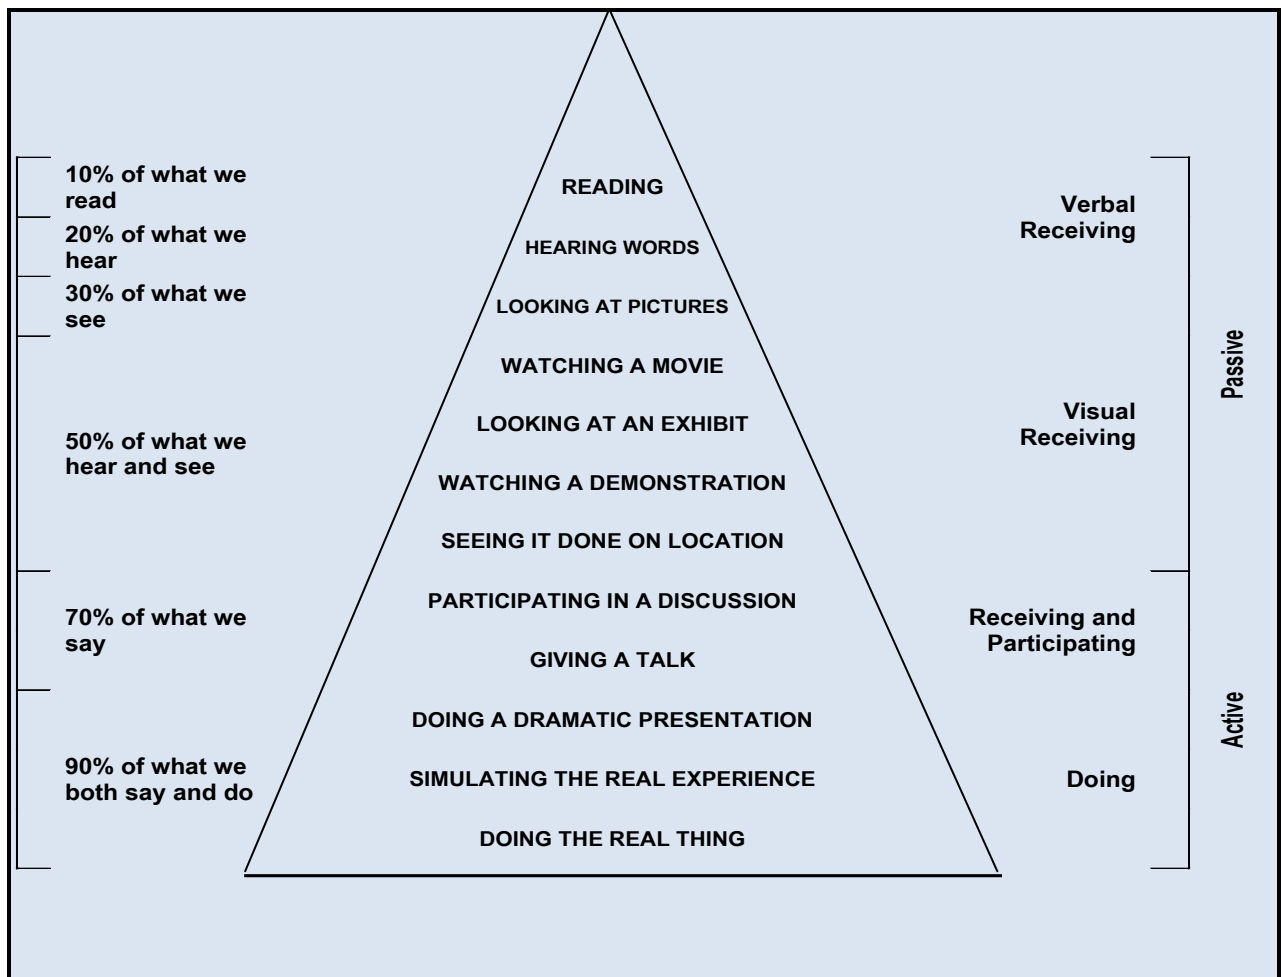 10% of what we
read
20% of what we
hear
30% of what we
see
50% of what we
hear and see
70% of what we
say
90% of what we
both say and do
READING
HEARING WORDS
LOOKING AT PICTURES
WATCHING A MOVIE
LOOKING AT AN EXHIBIT
WATCHING A DEMONSTRATION
SEEING IT DONE ON LOCATION
PARTICIPATING IN A DISCUSSION
GIVING A TALK
DOING A DRAMATIC PRESENTATION
SIMULATING THE REAL EXPERIENCE
DOING THE REAL THING
Verbal
Receiving
Visual
Receiving
Receiving and
Participating
Doing
Passive
Active